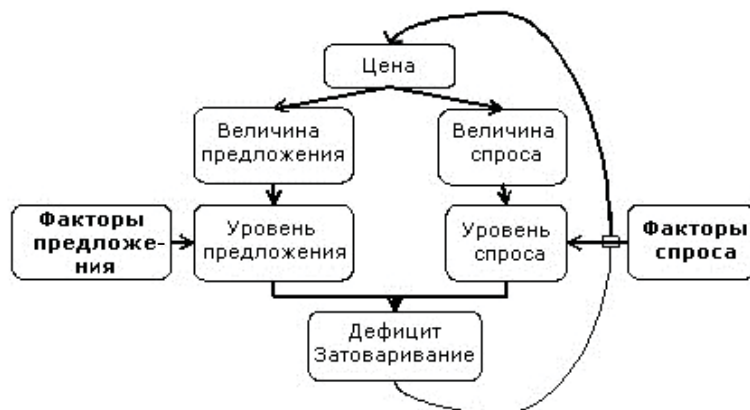 Цена
Величина
предложения
Величина
спроса
Факторы
предложе-
ния
Уровень
предложения
Уровень
спроса
Факторы
спроса
Дефицит
Затоваривание